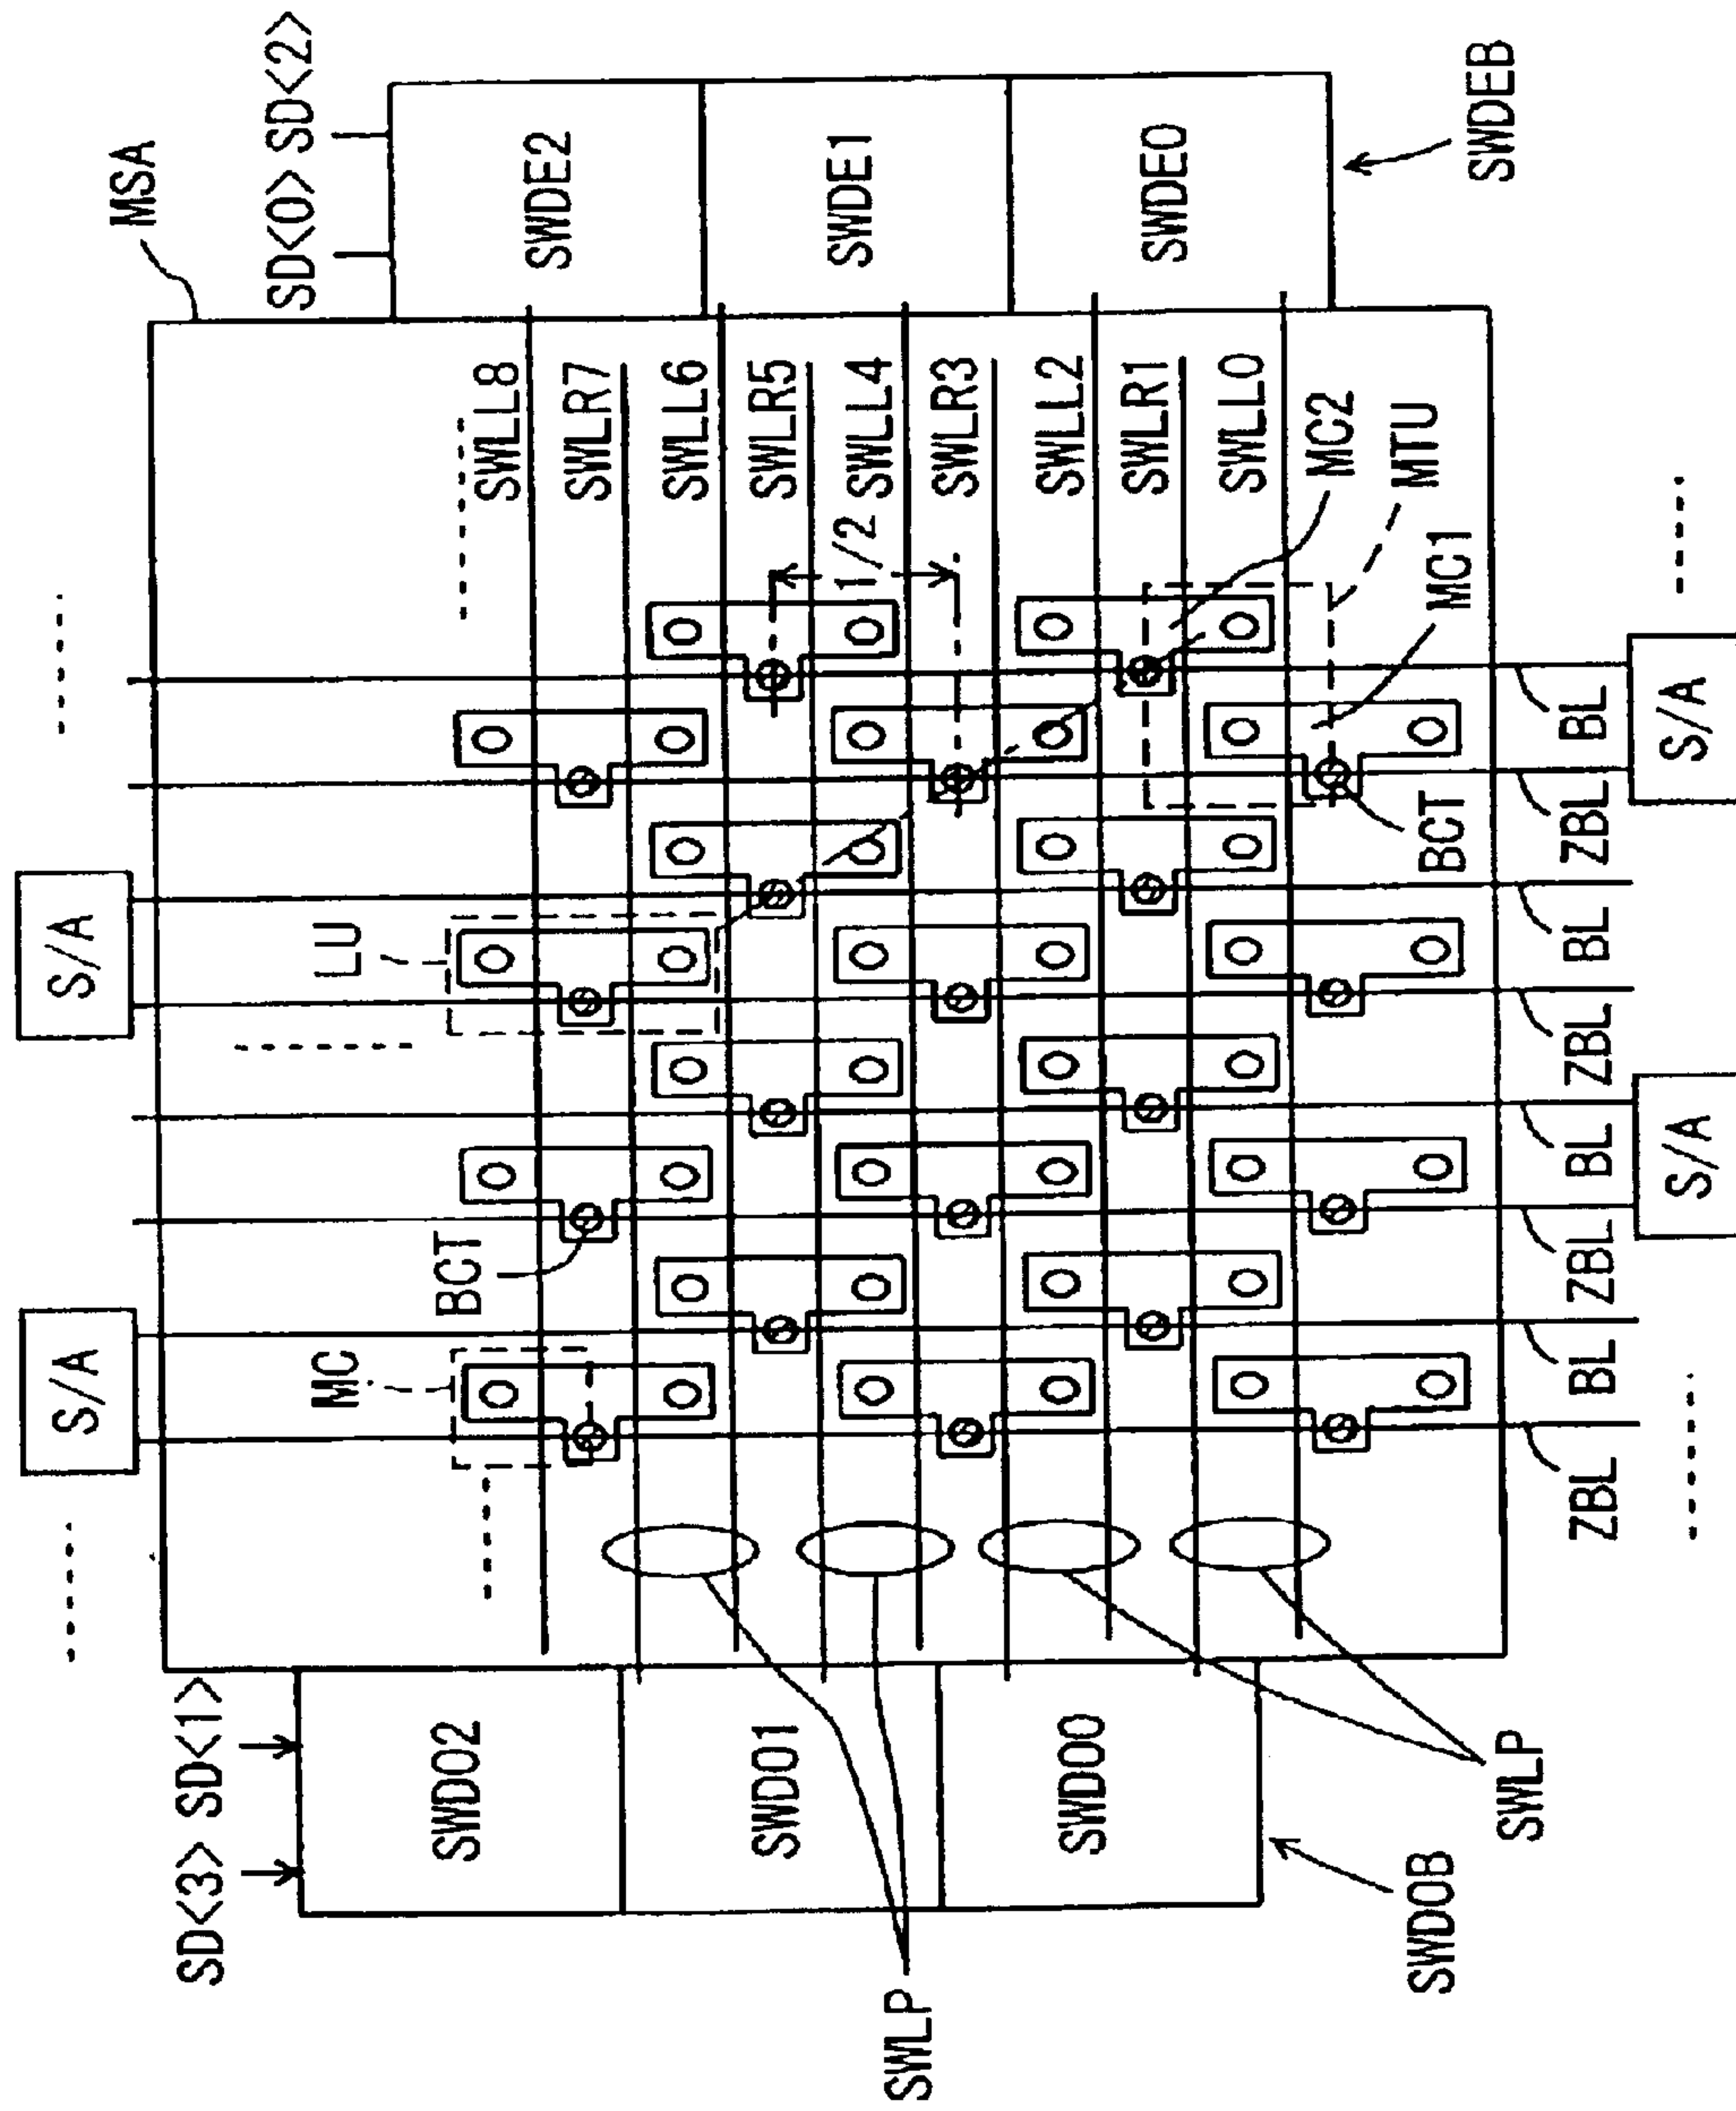 SD<3> SD<1>
SWDO2
SWDO1
SWDO0
SWDOB
SWLP
SWLP
S/A
S/A
MSA
SD<0> SD<2>
SWDE2
SWDE1
SWDE0
SWDEB
MC
BCT
LU
SWLL8
SWLR7
SWLL6
SWLR5
SWLL4
SWLR3
SWLL2
SWLR1
SWLL0
1/2
MC2
MTU
MC1
BCT
ZBL
BL
ZBL
BL
ZBL
BL
ZBL
BL
S/A
S/A